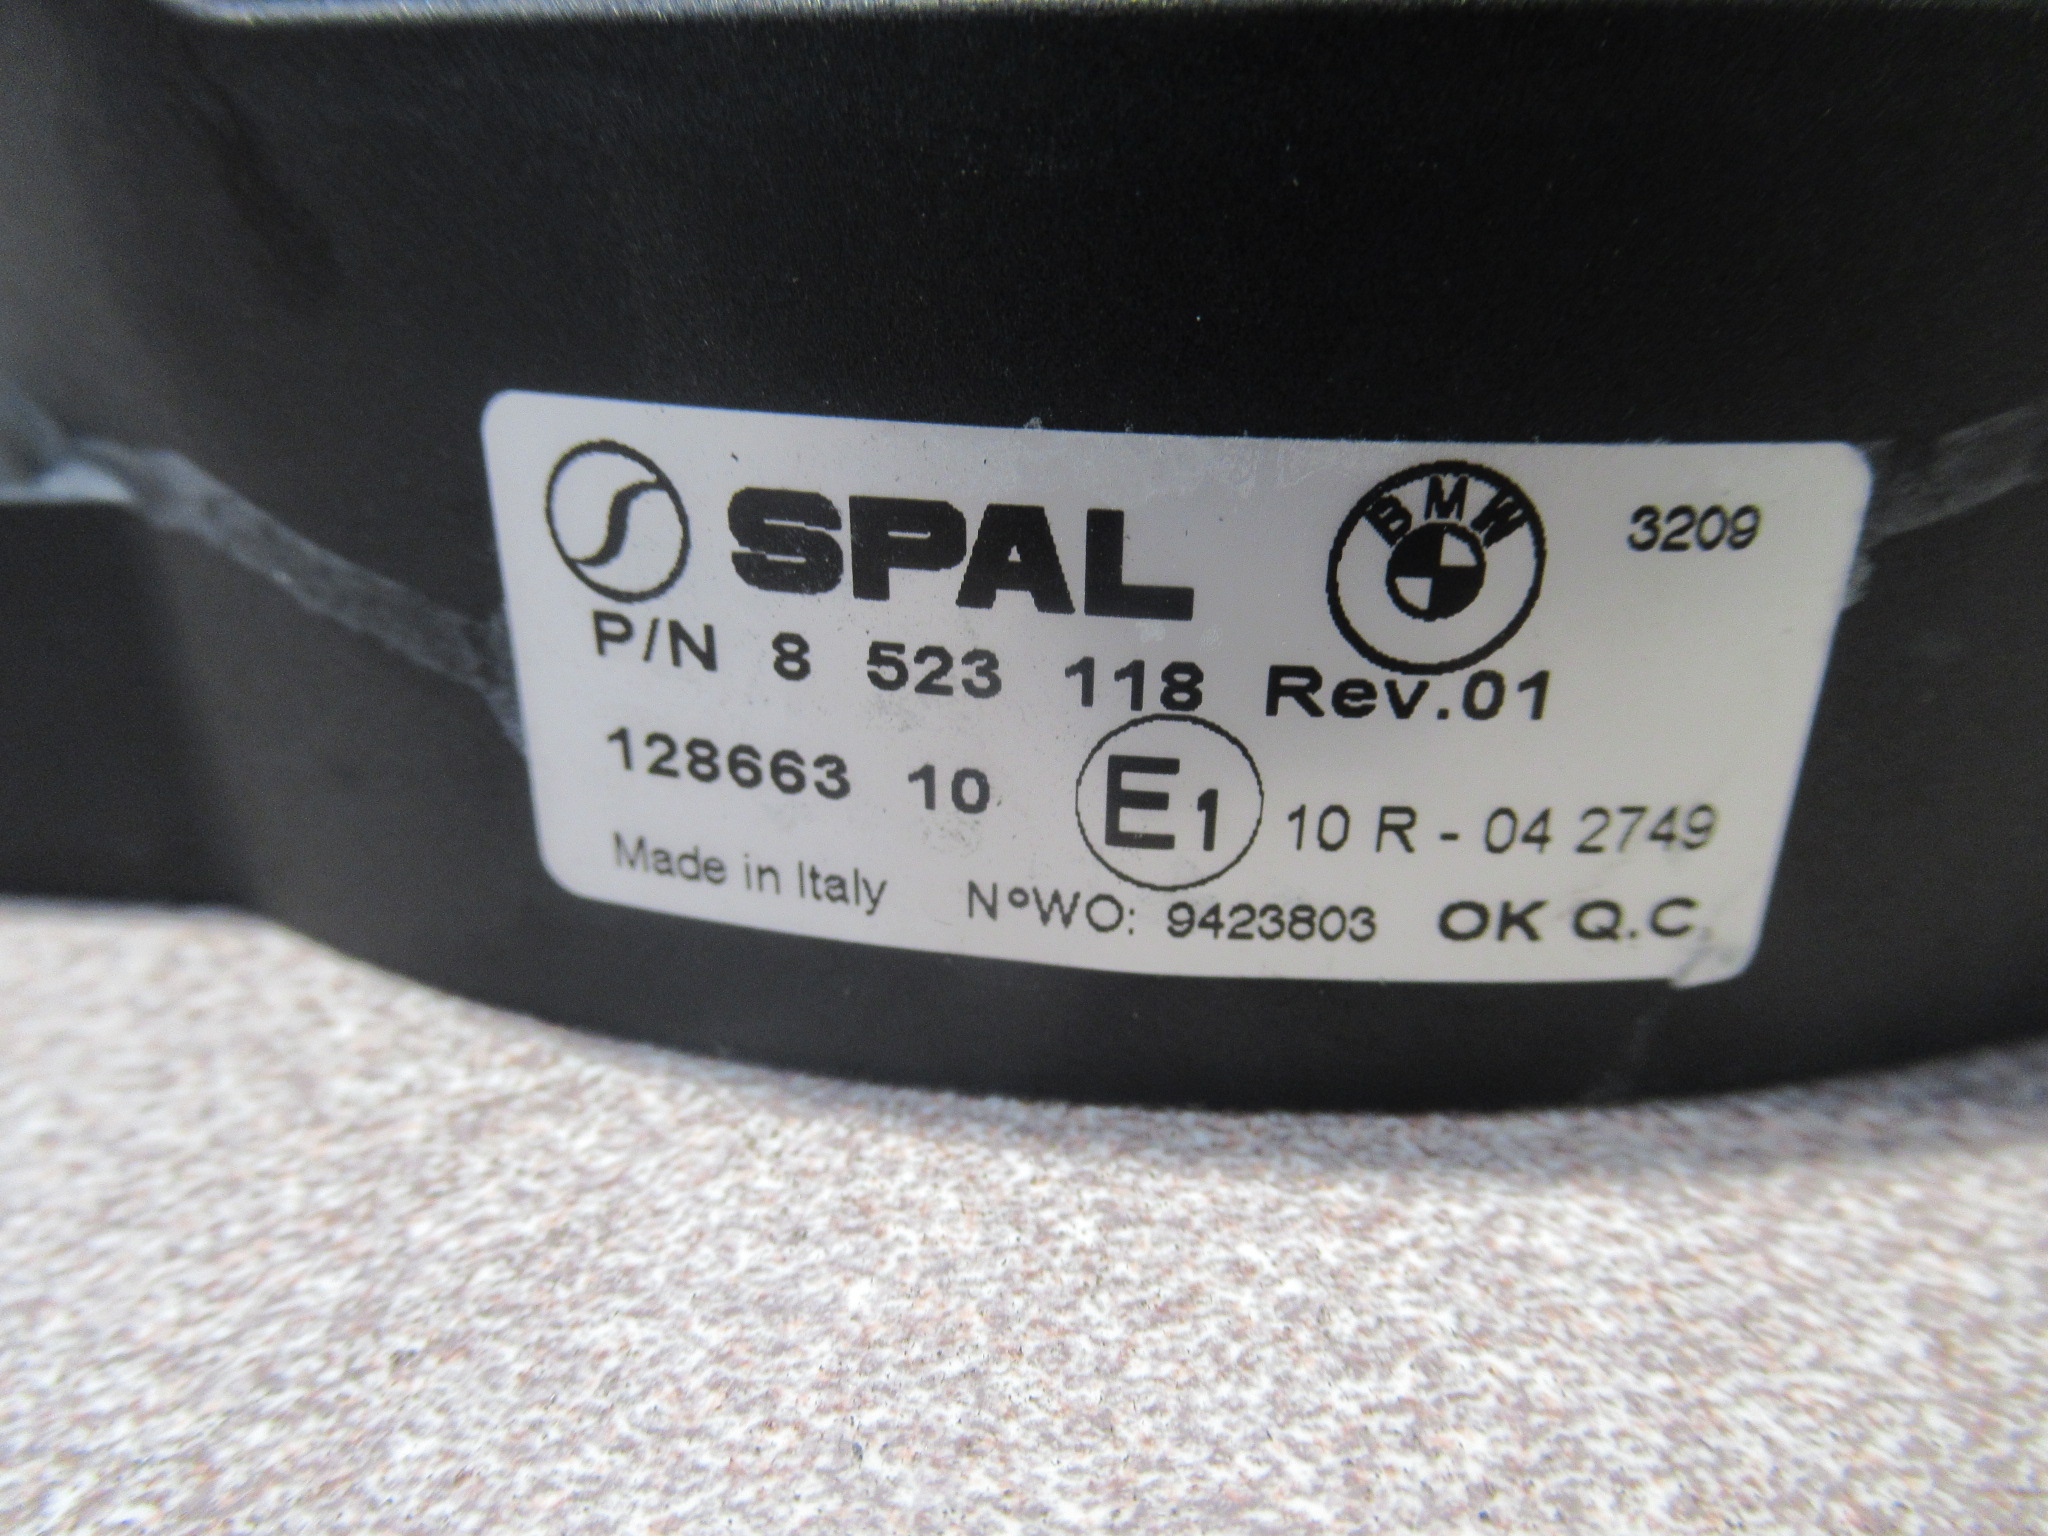 SPAL BMW 3209
P/N 8 523 118 Rev.01
128663 10 E1 10 R - 04 2749
Made in Italy N°WO: 9423803 OK Q.C.